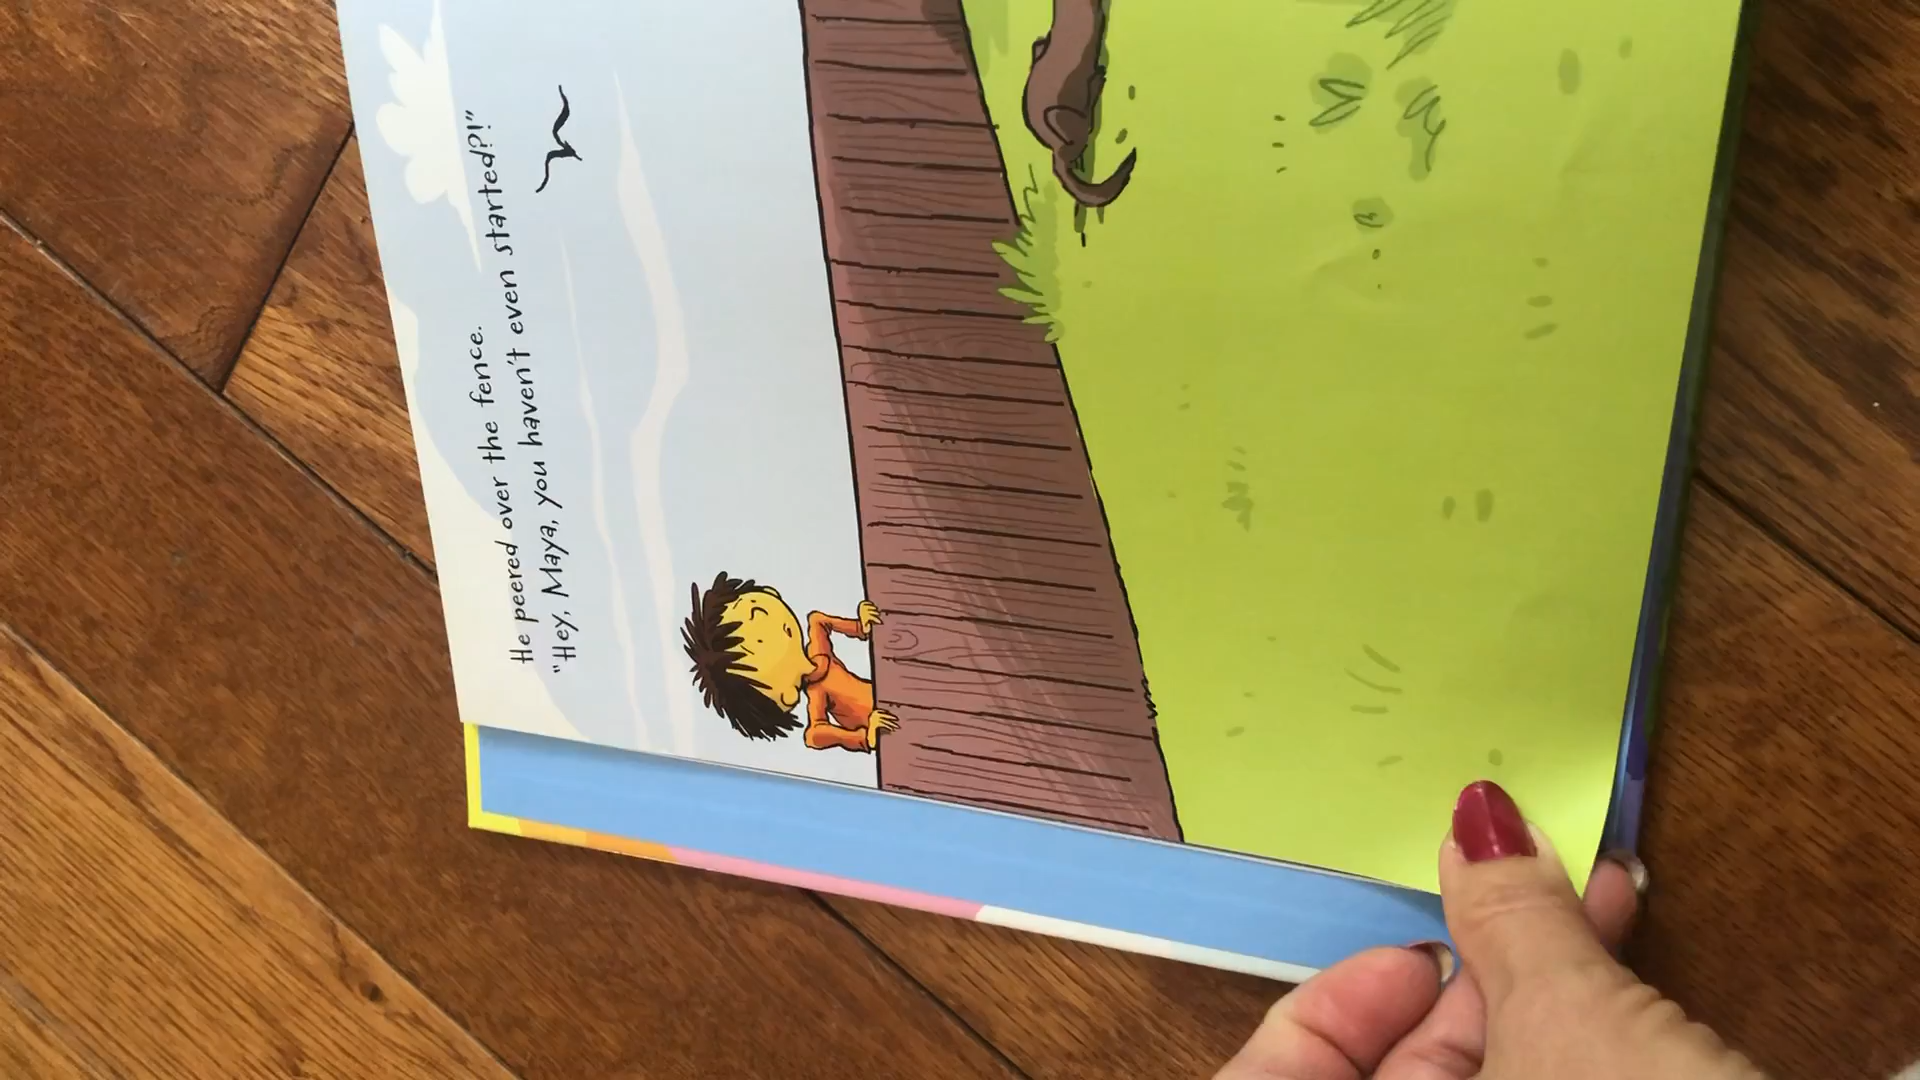 He peered over the fence.
"Hey, Maya, you haven't even started?!"